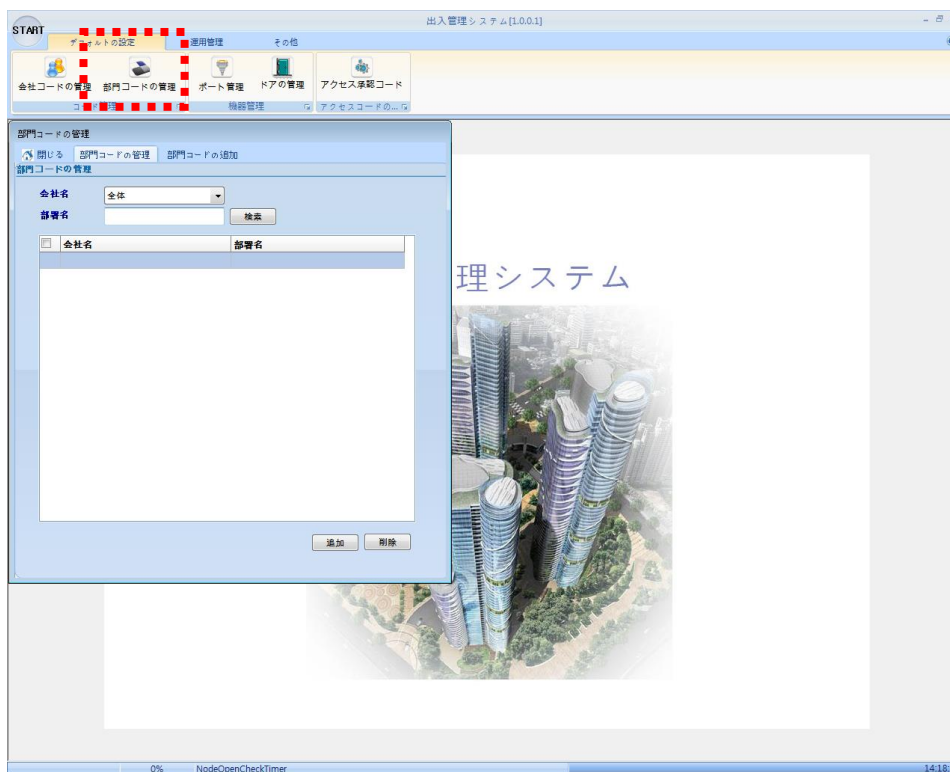 出入管理システム[1.0.0.1]
START
デフォルトの設定 運用管理 その他
会社コードの管理 部門コードの管理 ポート管理 ドアの管理 アクセス承認コード
機器管理 アクセスコードの...
部門コードの管理
閉じる 部門コードの管理 部門コードの追加
部門コードの管理
会社名 全体
部署名 検索
会社名 部署名
理システム
追加 削除
0% NodeOpenCheckTimer 14:18